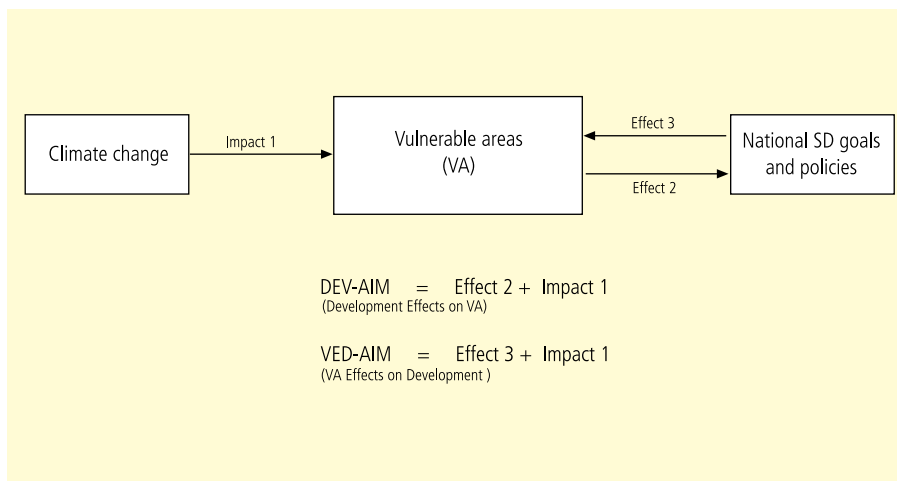 Climate change
Impact 1
Vulnerable areas
(VA)
Effect 3
Effect 2
National SD goals
and policies
DEV-AIM = Effect 2 + Impact 1
(Development Effects on VA)
VED-AIM = Effect 3 + Impact 1
(VA Effects on Development )